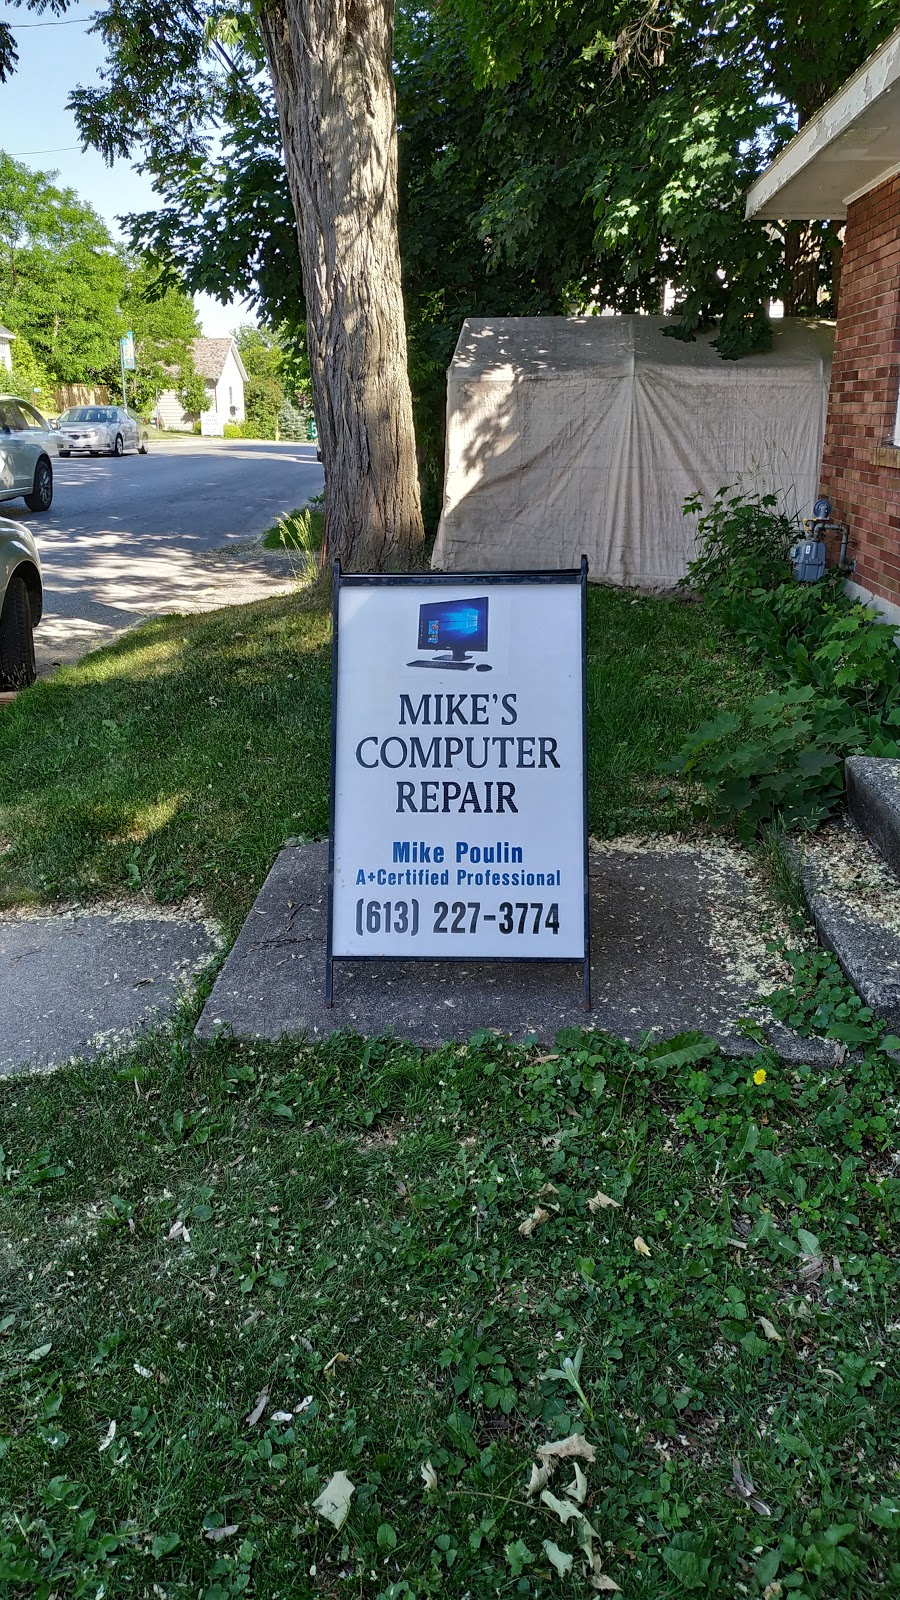 MIKE'S
COMPUTER
REPAIR
Mike Poulin
A+Certified Professional
(613) 227-3774